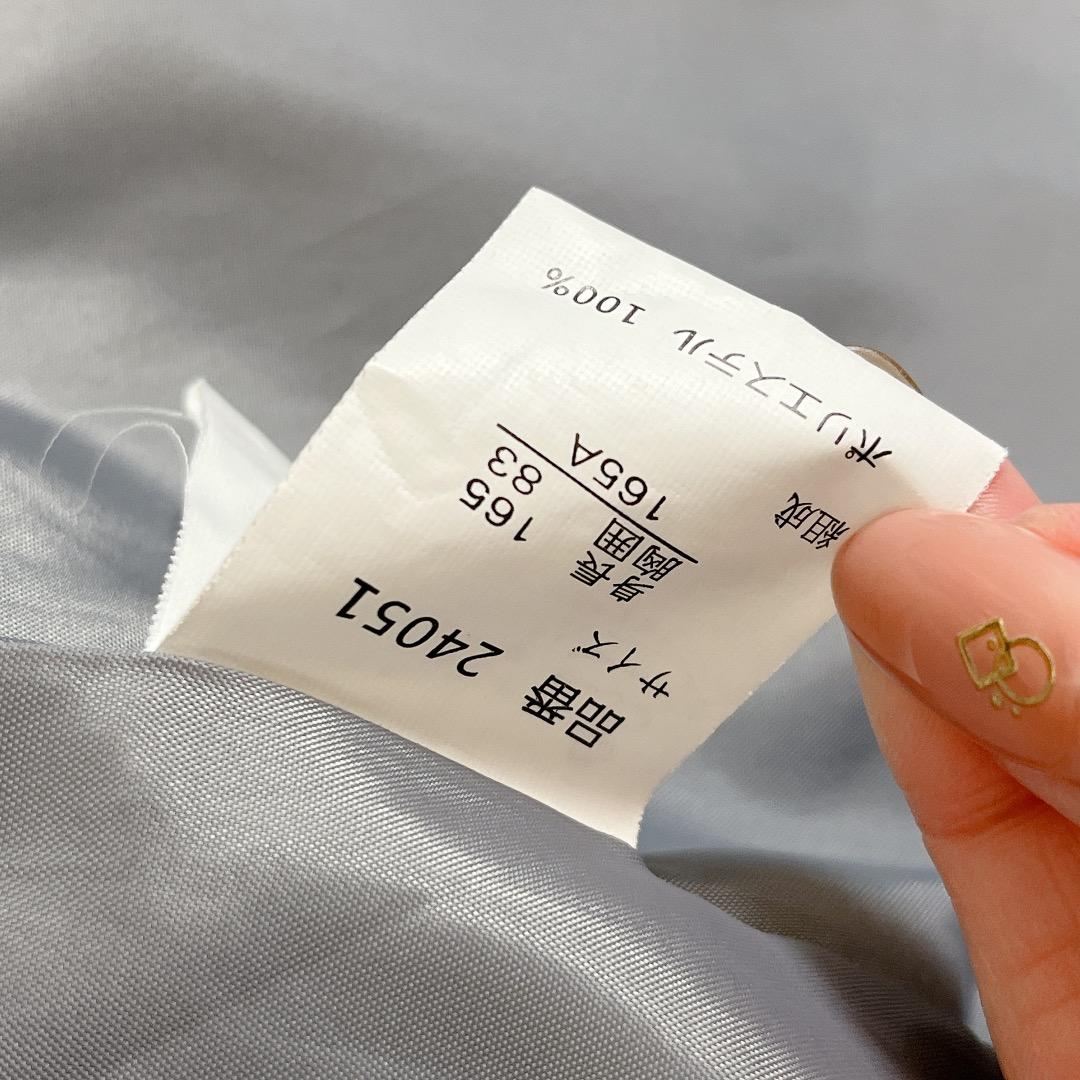 品番 24051
サイズ
身長 165
胸囲 83
165A
組成
ポリエステル 100%